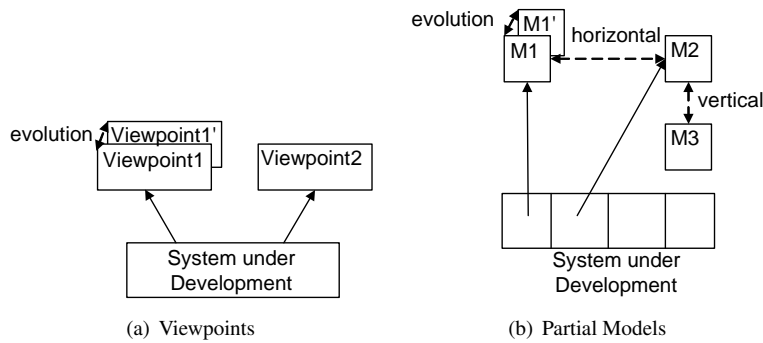 evolution
Viewpoint1'
Viewpoint1
Viewpoint2
System under
Development
(a) Viewpoints
evolution
M1'
M1
horizontal
M2
vertical
M3
System under
Development
(b) Partial Models